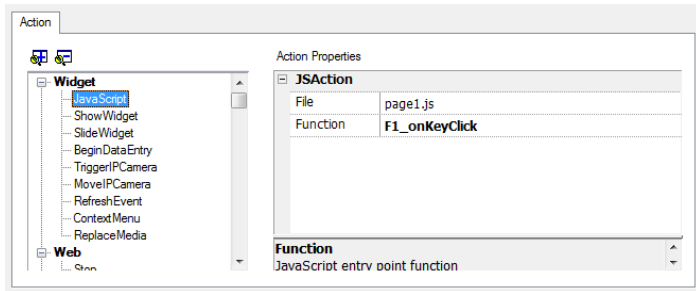 Action
Widget
JavaScript
ShowWidget
SlideWidget
BeginDataEntry
TriggerIPCamera
MoveIPCamera
RefreshEvent
ContextMenu
ReplaceMedia
Web
Stop
Action Properties
JSAction
File page1.js
Function F1_onKeyClick
Function
JavaScript entry point function